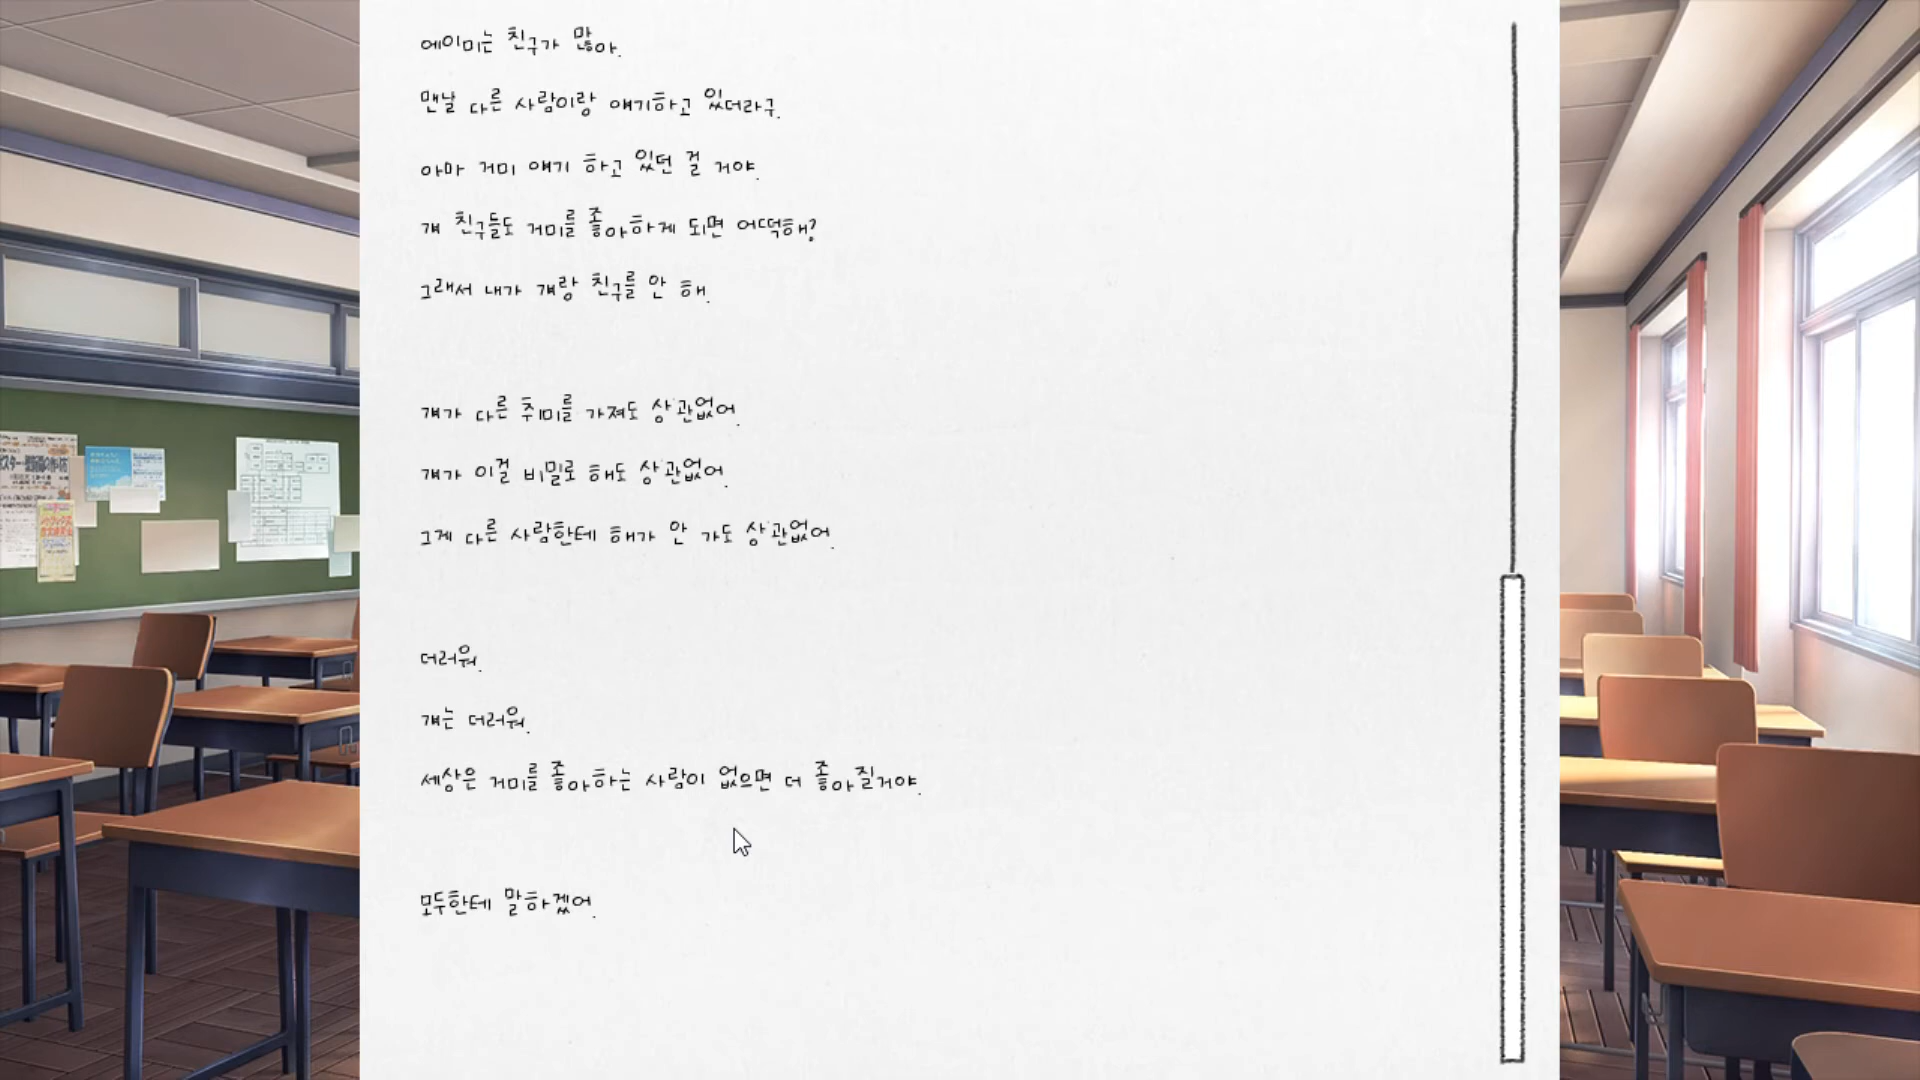 에이미는 친구가 많아.
맨날 다른 사람이랑 얘기하고 있더라구.
아마 거미 얘기 하고 있던 걸 거야.
걔 친구들도 거미를 좋아하게 되면 어떡해?
그래서 내가 걔랑 친구를 안 해.
걔가 다른 취미를 가져도 상관없어.
걔가 이걸 비밀로 해도 상관없어.
그게 다른 사람한테 해가 안 가도 상관없어.
더러워.
걔는 더러워.
세상은 거미를 좋아하는 사람이 없으면 더 좋아질거야.
모두한테 말하겠어.